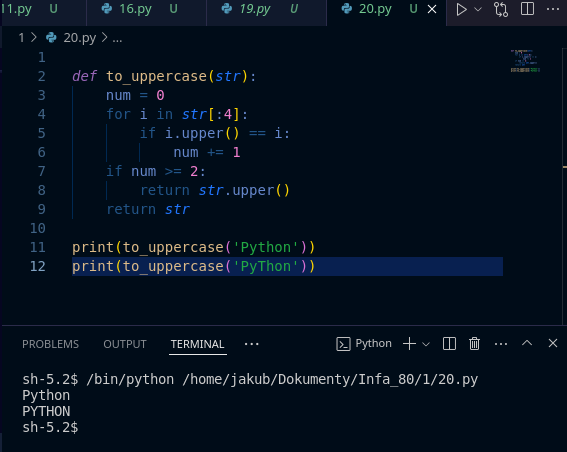 11.py U 16.py U 19.py U 20.py U
1 > 20.py > ...
1
2 def to_uppercase(str):
3 num = 0
4 for i in str[:4]:
5 if i.upper() == i:
6 num += 1
7 if num >= 2:
8 return str.upper()
9 return str
10
11 print(to_uppercase('Python'))
12 print(to_uppercase('PyThon'))
PROBLEMS OUTPUT TERMINAL ... Python
sh-5.2$ /bin/python /home/jakub/Dokumenty/Infa_80/1/20.py
Python
PYTHON
sh-5.2$